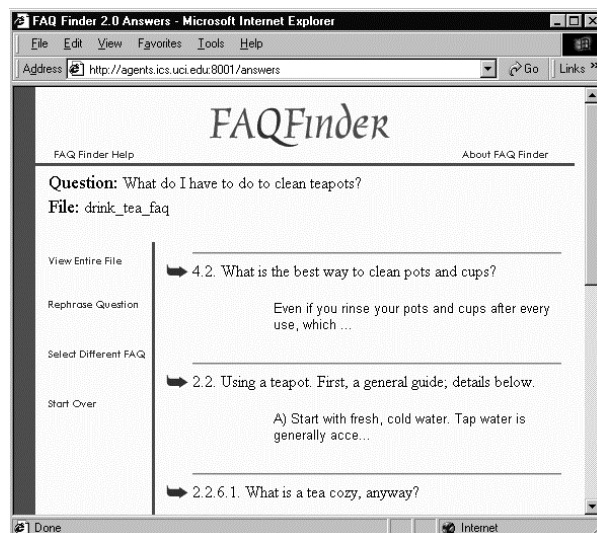 FAQ Finder 2.0 Answers - Microsoft Internet Explorer
File Edit View Favorites Tools Help
Address http://agents.ics.uci.edu:8001/answers Go Links »
FAQFinder
FAQ Finder Help About FAQ Finder
Question: What do I have to do to clean teapots?
File: drink_tea_faq
View Entire File
Rephrase Question
Select Different FAQ
Start Over
4.2. What is the best way to clean pots and cups?
Even if you rinse your pots and cups after every
use, which ...
2.2. Using a teapot. First, a general guide; details below.
A) Start with fresh, cold water. Tap water is
generally acce...
2.2.6.1. What is a tea cozy, anyway?
Done Internet